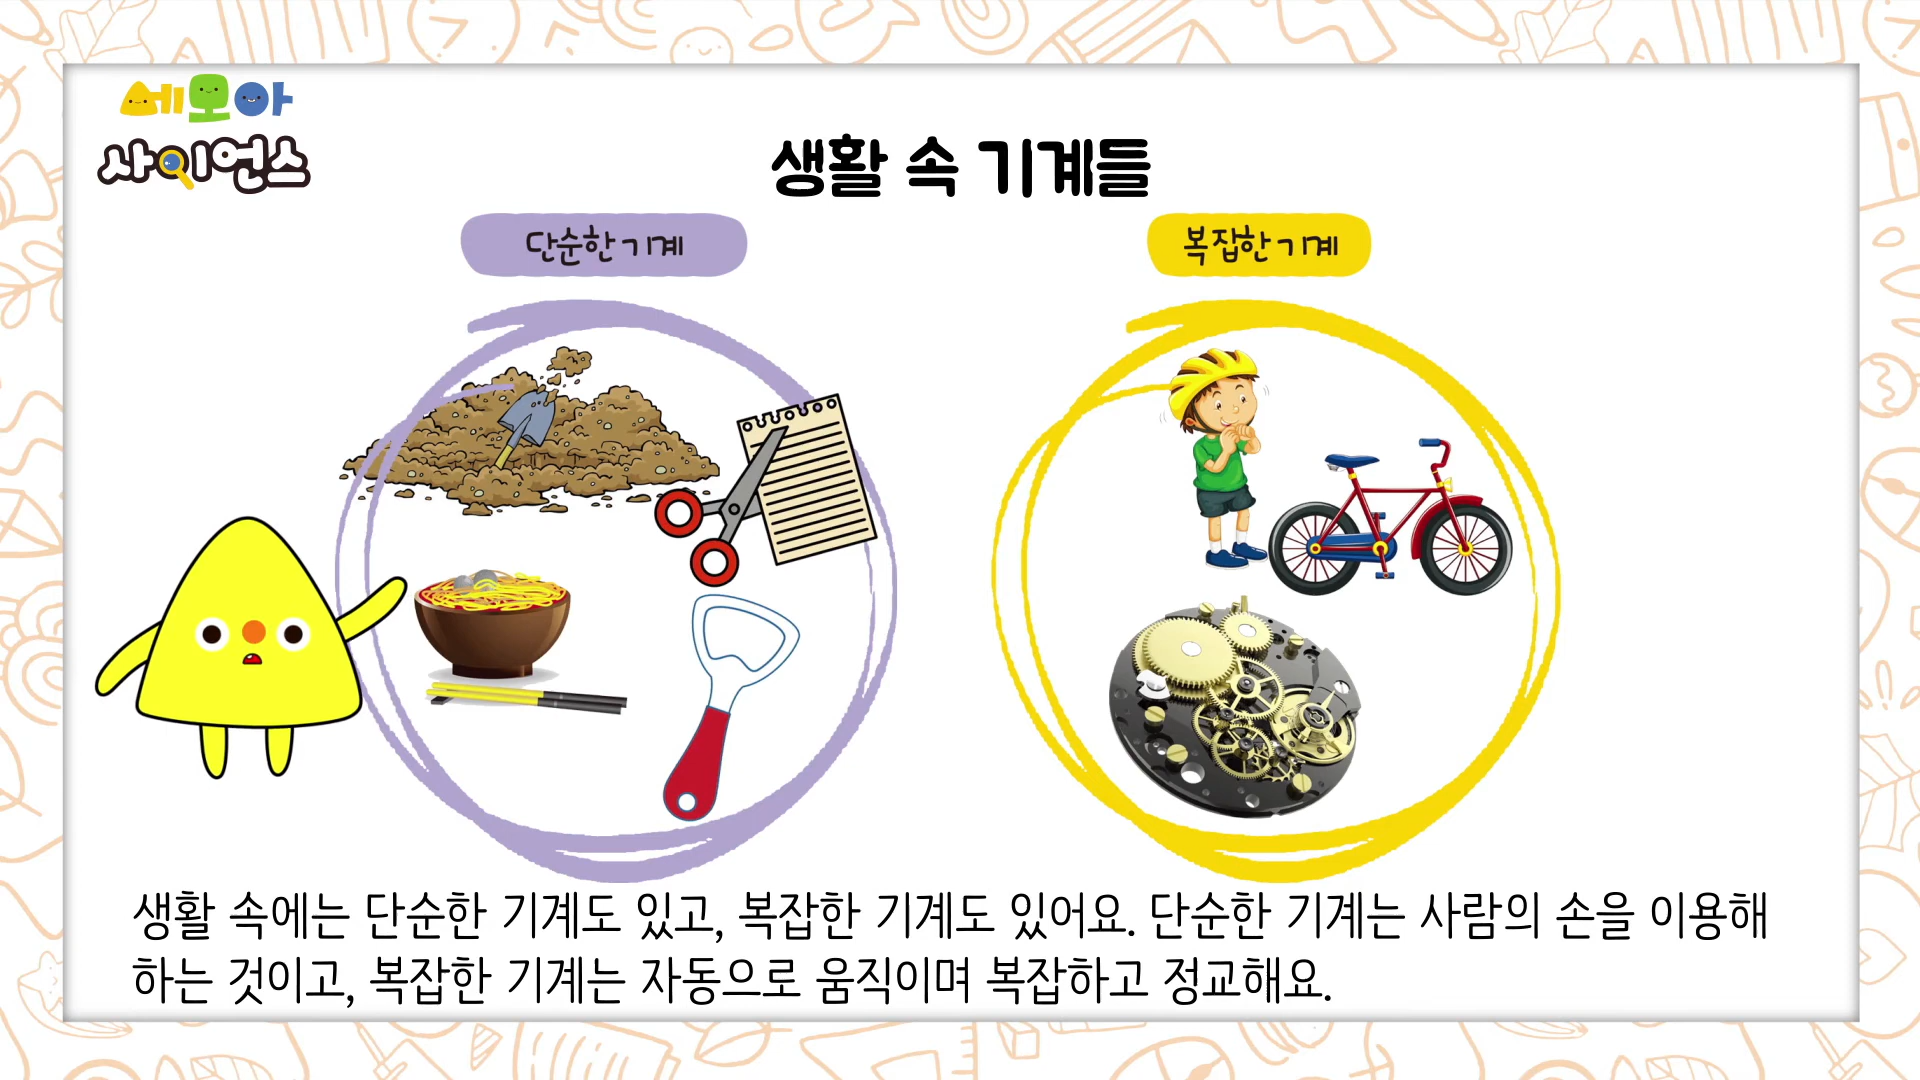 세모아
사이언스
생활 속 기계들
단순한 기계
복잡한 기계
생활 속에는 단순한 기계도 있고, 복잡한 기계도 있어요. 단순한 기계는 사람의 손을 이용해
하는 것이고, 복잡한 기계는 자동으로 움직이며 복잡하고 정교해요.